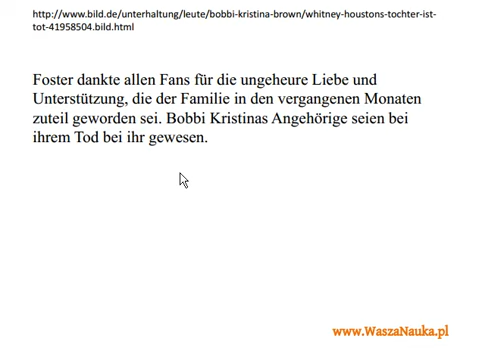 http://www.bild.de/unterhaltung/leute/bobbi-kristina-brown/whitney-houstons-tochter-ist-
tot-41958504.bild.html
Foster dankte allen Fans für die ungeheure Liebe und
Unterstützung, die der Familie in den vergangenen Monaten
zuteil geworden sei. Bobbi Kristinas Angehörige seien bei
ihrem Tod bei ihr gewesen.
www.WaszaNauka.pl